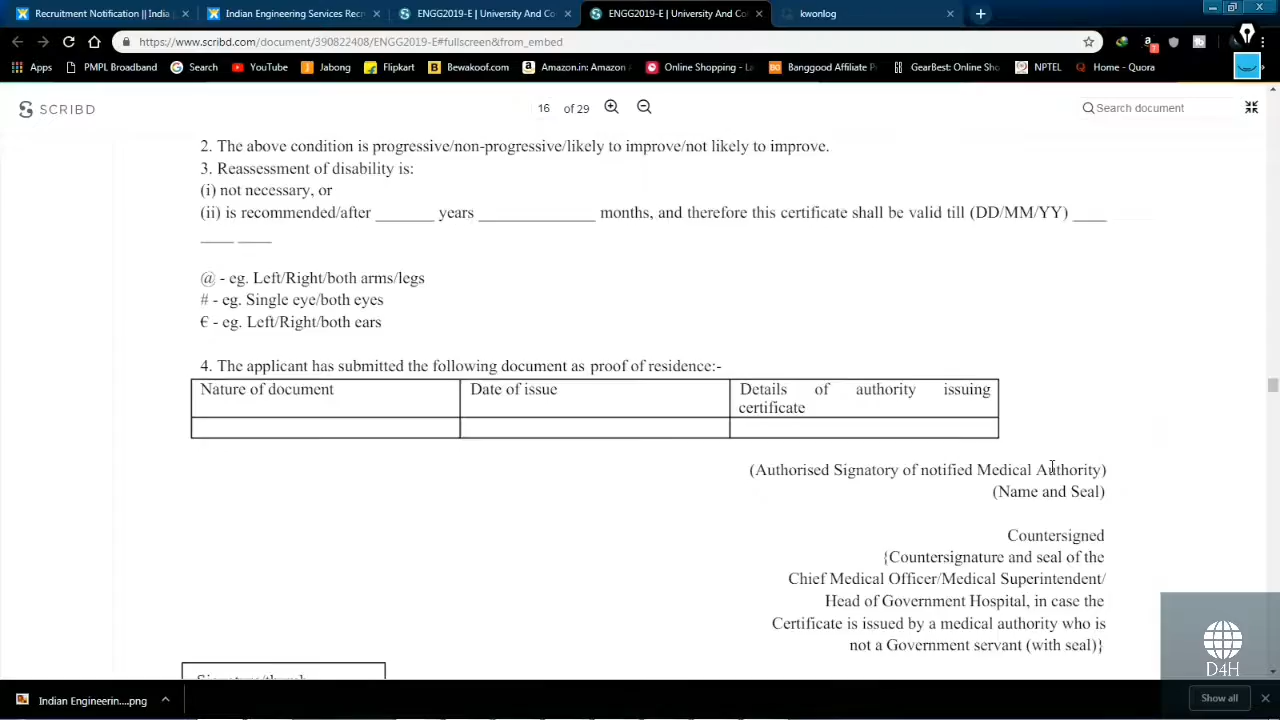 Recruitment Notification || India
Indian Engineering Services Recr
ENGG2019-E | University And Co
ENGG2019-E | University And Col
kwonlog
https://www.scribd.com/document/390822408/ENGG2019-E#fullscreen&from_embed
Apps
PMPL Broadband
Search
YouTube
Jabong
Flipkart
Bewakoof.com
Amazon.in: Amazon
Online Shopping - La
Banggood Affiliate P
GearBest: Online Sho
NPTEL
Home - Quora
SCRIBD
16 of 29
Search document
2. The above condition is progressive/non-progressive/likely to improve/not likely to improve.
3. Reassessment of disability is:
(i) not necessary, or
(ii) is recommended/after _______ years ______________ months, and therefore this certificate shall be valid till (DD/MM/YY) ____
____ ____
@ - eg. Left/Right/both arms/legs
# - eg. Single eye/both eyes
€ - eg. Left/Right/both ears
4. The applicant has submitted the following document as proof of residence:-
Nature of document
Date of issue
Details of authority issuing
certificate
(Authorised Signatory of notified Medical Authority)
(Name and Seal)
Countersigned
{Countersignature and seal of the
Chief Medical Officer/Medical Superintendent/
Head of Government Hospital, in case the
Certificate is issued by a medical authority who is
not a Government servant (with seal)}
D4H
Indian Engineerin....png
Show all